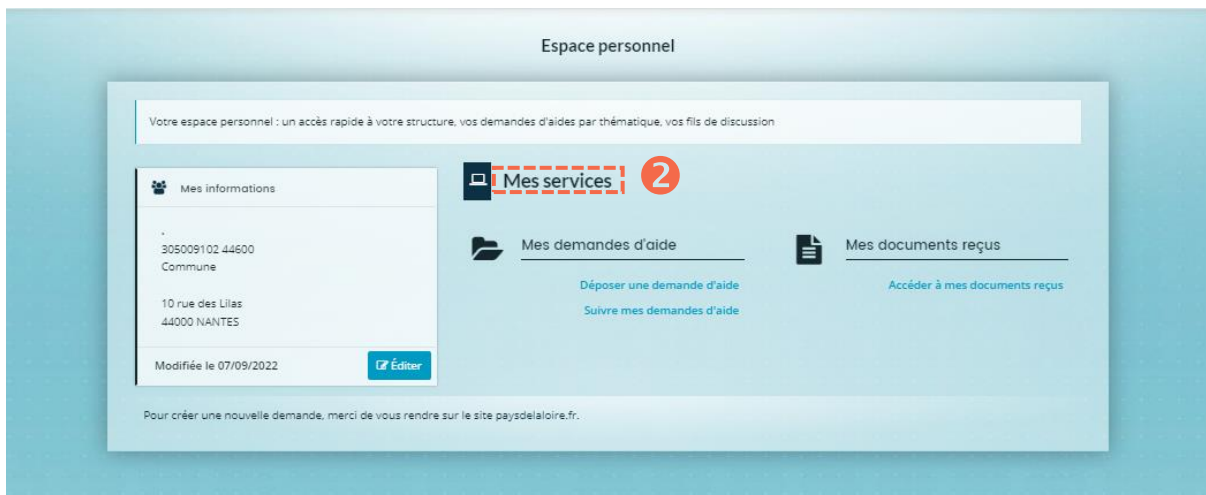 Espace personnel
Votre espace personnel : un accès rapide à votre structure, vos demandes d'aides par thématique, vos fils de discussion
Mes informations
.
305009102 44600
Commune
10 rue des Lilas
44000 NANTES
Modifiée le 07/09/2022
Éditer
Mes services
2
Mes demandes d'aide
Déposer une demande d'aide
Suivre mes demandes d'aide
Mes documents reçus
Accéder à mes documents reçus
Pour créer une nouvelle demande, merci de vous rendre sur le site paysdelaloire.fr.